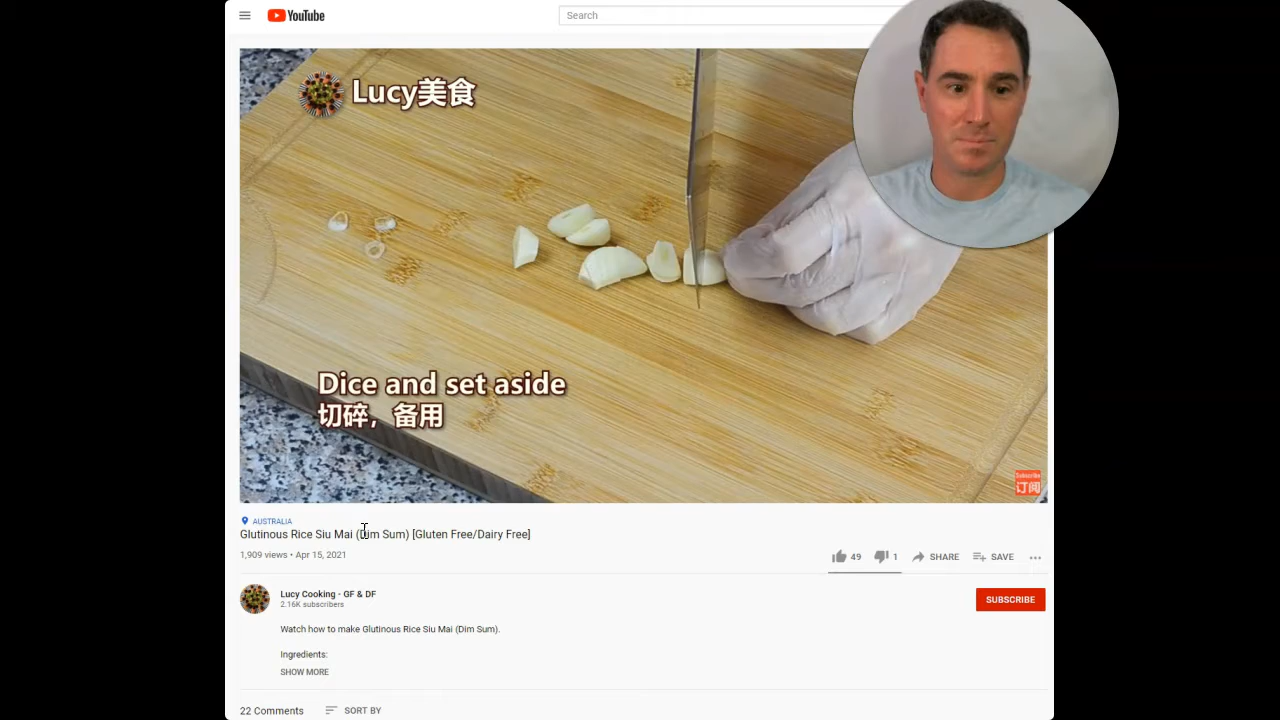 YouTube
Search
Lucy美食
Dice and set aside
切碎，备用
Subscribe
订阅
AUSTRALIA
Glutinous Rice Siu Mai (Dim Sum) [Gluten Free/Dairy Free]
1,909 views • Apr 15, 2021
49
1
SHARE
SAVE
Lucy Cooking - GF & DF
2.16K subscribers
SUBSCRIBE
Watch how to make Glutinous Rice Siu Mai (Dim Sum).
Ingredients:
SHOW MORE
22 Comments
SORT BY